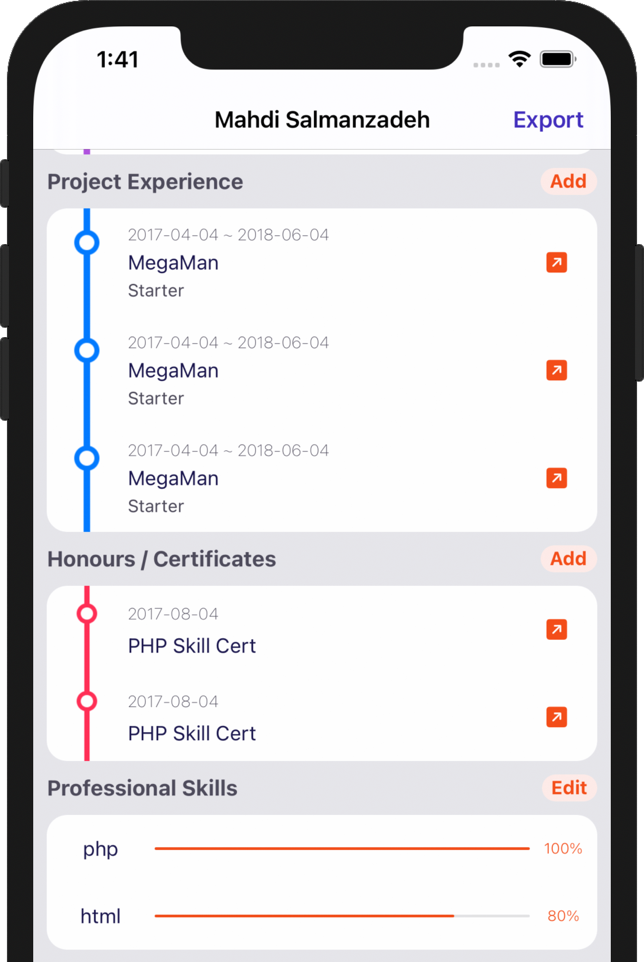 1:41
Mahdi Salmanzadeh Export
Project Experience Add
2017-04-04 ~ 2018-06-04
MegaMan
Starter
2017-04-04 ~ 2018-06-04
MegaMan
Starter
2017-04-04 ~ 2018-06-04
MegaMan
Starter
Honours / Certificates Add
2017-08-04
PHP Skill Cert
2017-08-04
PHP Skill Cert
Professional Skills Edit
php 100%
html 80%